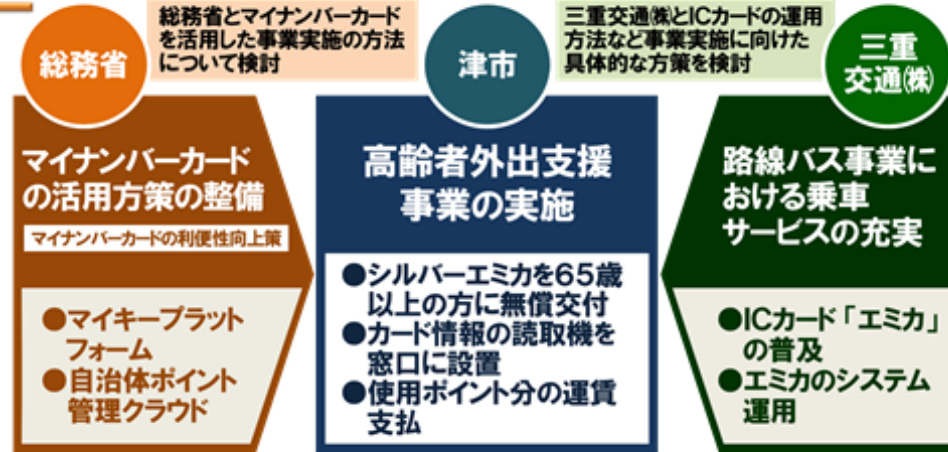 総務省
総務省とマイナンバーカード
を活用した事業実施の方法
について検討
津市
三重交通㈱とICカードの運用
方法など事業実施に向けた
具体的な方策を検討
三重
交通㈱
マイナンバーカード
の活用方策の整備
マイナンバーカードの利便性向上策
●マイキープラット
フォーム
●自治体ポイント
管理クラウド
高齢者外出支援
事業の実施
●シルバーエミカを65歳
以上の方に無償交付
●カード情報の読取機を
窓口に設置
●使用ポイント分の運賃
支払
路線バス事業に
おける乗車
サービスの充実
●ICカード「エミカ」
の普及
●エミカのシステム
運用